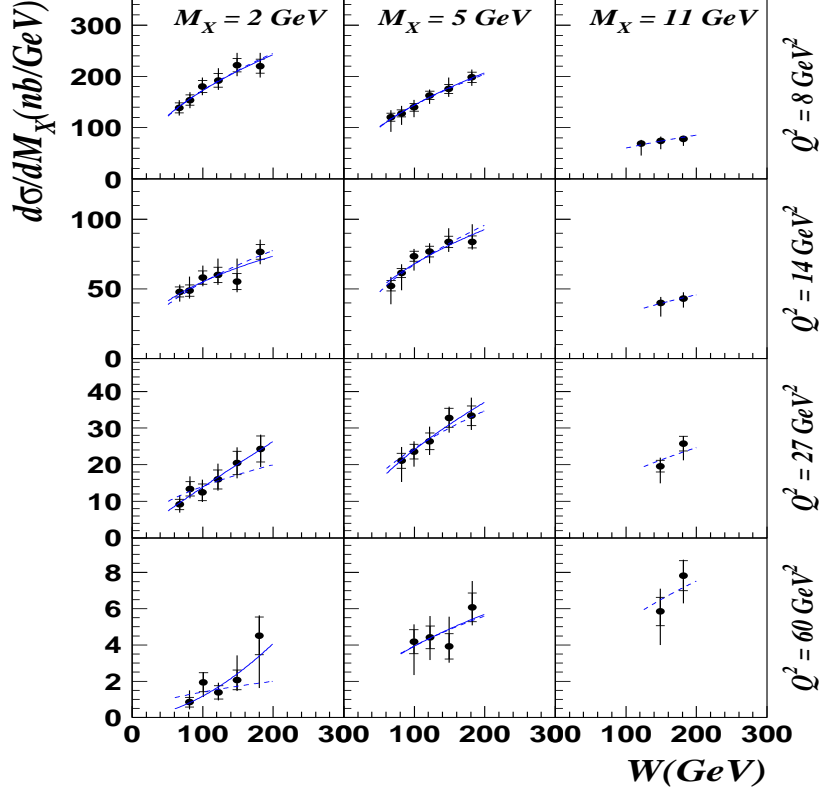 M_X = 2 GeV M_X = 5 GeV M_X = 11 GeV
dσ/dM_X(nb/GeV)
300
200
100
0
Q² = 8 GeV²
100
50
0
Q² = 14 GeV²
40
30
20
10
0
Q² = 27 GeV²
8
6
4
2
0
Q² = 60 GeV²
0 100 200 300 100 200 300 100 200 300
W(GeV)